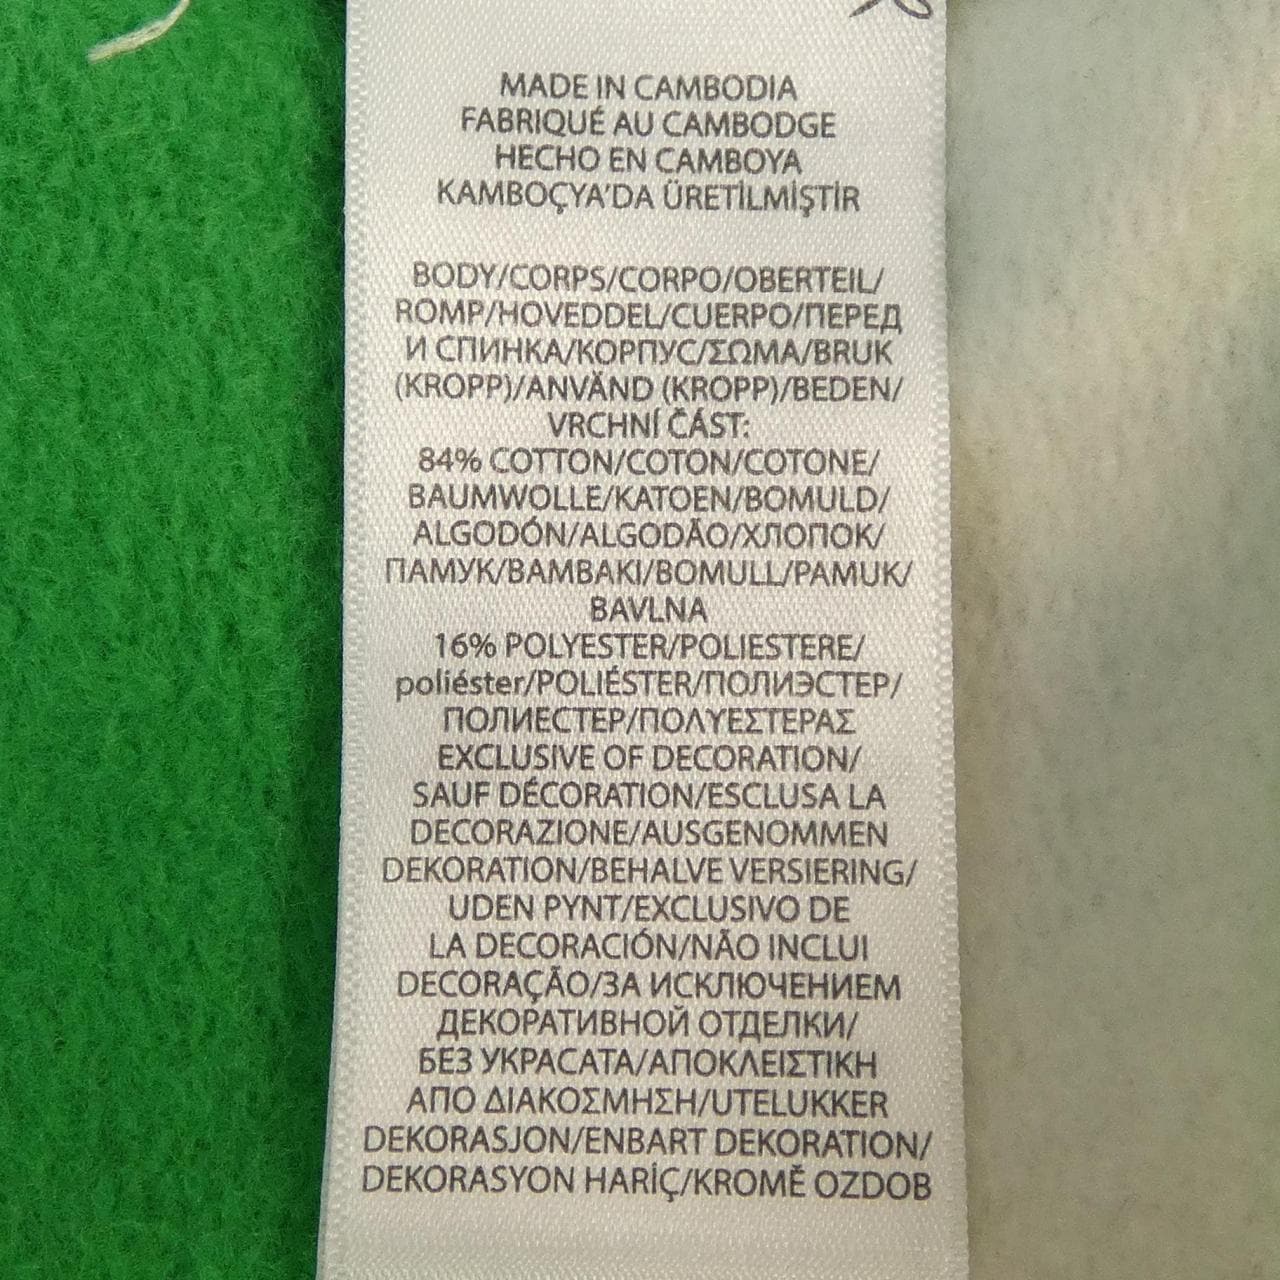 MADE IN CAMBODIA
FABRIQUÉ AU CAMBODGE
HECHO EN CAMBOYA
KAMBOÇYA'DA ÜRETİLMİŞTİR
BODY/CORPS/CORPO/OBERTEIL/
ROMP/HOVEDDEL/CUERPO/ПЕРЕД
И СПИНКА/КОРПУС/ΣΩΜΑ/BRUK
(KROPP)/ANVÄND (KROPP)/BEDEN/
VRCHNÍ ČÁST:
84% COTTON/COTON/COTONE/
BAUMWOLLE/KATOEN/BOMULD/
ALGODÓN/ALGODÃO/ХЛОПОК/
ПАМУК/ΒΑΜΒΑΚΙ/BOMULL/PAMUK/
BAVLNA
16% POLYESTER/POLIESTERE/
poliéster/POLIÉSTER/ПОЛИЭСТЕР/
ПОЛИЕСТЕР/ΠΟΛΥΕΣΤΕΡΑΣ
EXCLUSIVE OF DECORATION/
SAUF DÉCORATION/ESCLUSA LA
DECORAZIONE/AUSGENOMMEN
DEKORATION/BEHALVE VERSIERING/
UDEN PYNT/EXCLUSIVO DE
LA DECORACIÓN/NÃO INCLUI
DECORAÇÃO/ЗА ИСКЛЮЧЕНИЕМ
ДЕКОРАТИВНОЙ ОТДЕЛКИ/
БЕЗ УКРАСАТА/ΑΠΟΚΛΕΙΣΤΙΚΗ
ΑΠΟ ΔΙΑΚΟΣΜΗΣΗ/UTELUKKER
DEKORASJON/ENBART DEKORATION/
DEKORASYON HARİÇ/KROMĚ OZDOB